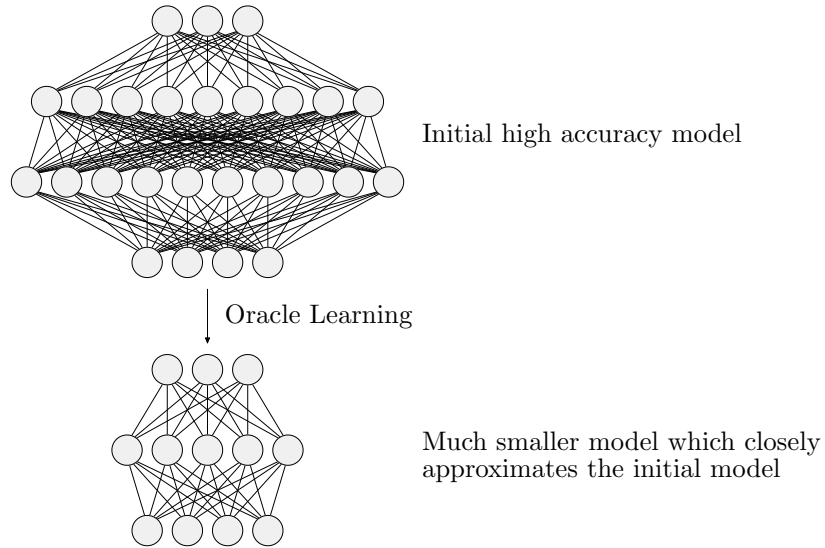 Initial high accuracy model
Oracle Learning
Much smaller model which closely
approximates the initial model